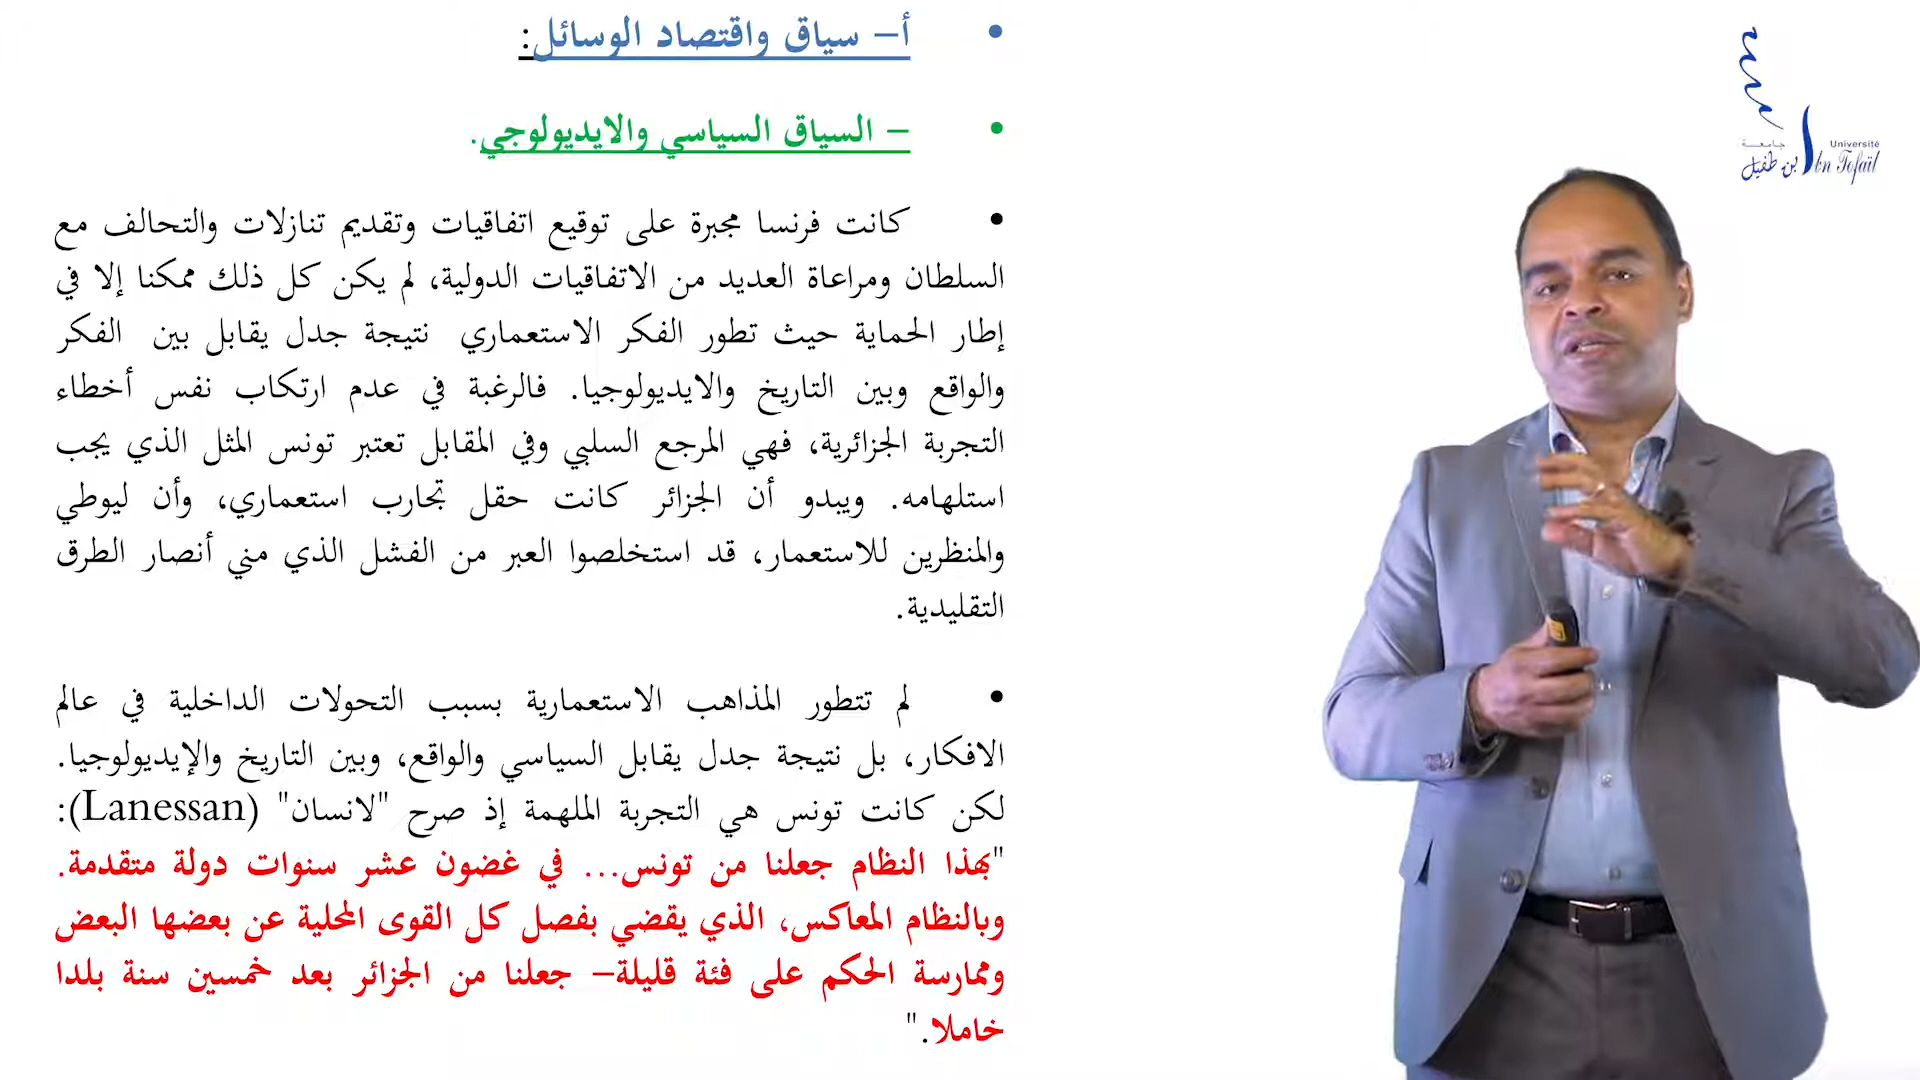 أ– سياق واقتصاد الوسائل:
– السياق السياسي والايديولوجي.
كانت فرنسا مجبرة على توقيع اتفاقيات وتقديم تنازلات والتحالف مع
السلطان ومراعاة العديد من الاتفاقيات الدولية، لم يكن كل ذلك ممكنا إلا في
إطار الحماية حيث تطور الفكر الاستعماري نتيجة جدل يقابل بين الفكر
والواقع وبين التاريخ والايديولوجيا. فالرغبة في عدم ارتكاب نفس أخطاء
التجربة الجزائرية، فهي المرجع السلبي وفي المقابل تعتبر تونس المثل الذي يجب
استلهامه. ويبدو أن الجزائر كانت حقل تجارب استعماري، وأن ليوطي
والمنظرين للاستعمار، قد استخلصوا العبر من الفشل الذي مني أنصار الطرق
التقليدية.
لم تتطور المذاهب الاستعمارية بسبب التحولات الداخلية في عالم
الافكار، بل نتيجة جدل يقابل السياسي والواقع، وبين التاريخ والإيديولوجيا.
لكن كانت تونس هي التجربة الملهمة إذ صرح "لانسان" (Lanessan):
"بهذا النظام جعلنا من تونس... في غضون عشر سنوات دولة متقدمة.
وبالنظام المعاكس، الذي يقضي بفصل كل القوى المحلية عن بعضها البعض
وممارسة الحكم على فئة قليلة– جعلنا من الجزائر بعد خمسين سنة بلدا
خاملا."
جامعة Université
ابن طفيل Ibn Tofaïl